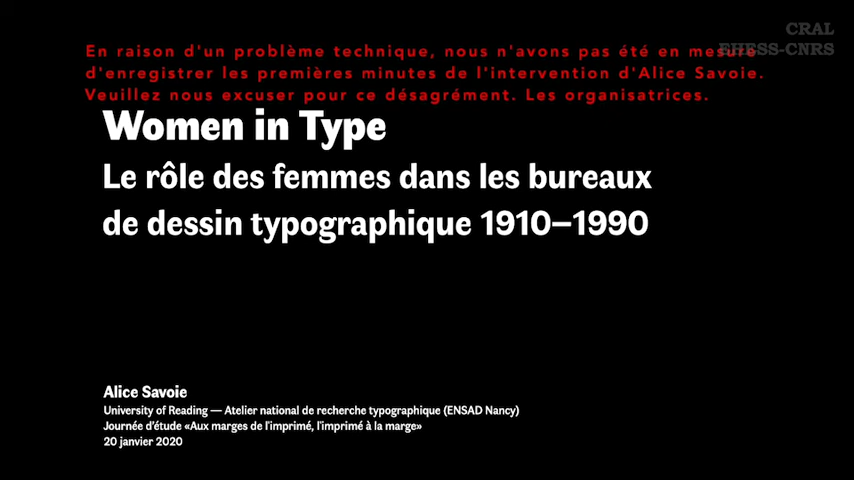 CRAL
EHESS-CNRS
En raison d'un problème technique, nous n'avons pas été en mesure
d'enregistrer les premières minutes de l'intervention d'Alice Savoie.
Veuillez nous excuser pour ce désagrément. Les organisatrices.
Women in Type
Le rôle des femmes dans les bureaux
de dessin typographique 1910–1990
Alice Savoie
University of Reading — Atelier national de recherche typographique (ENSAD Nancy)
Journée d'étude «Aux marges de l'imprimé, l'imprimé à la marge»
20 janvier 2020